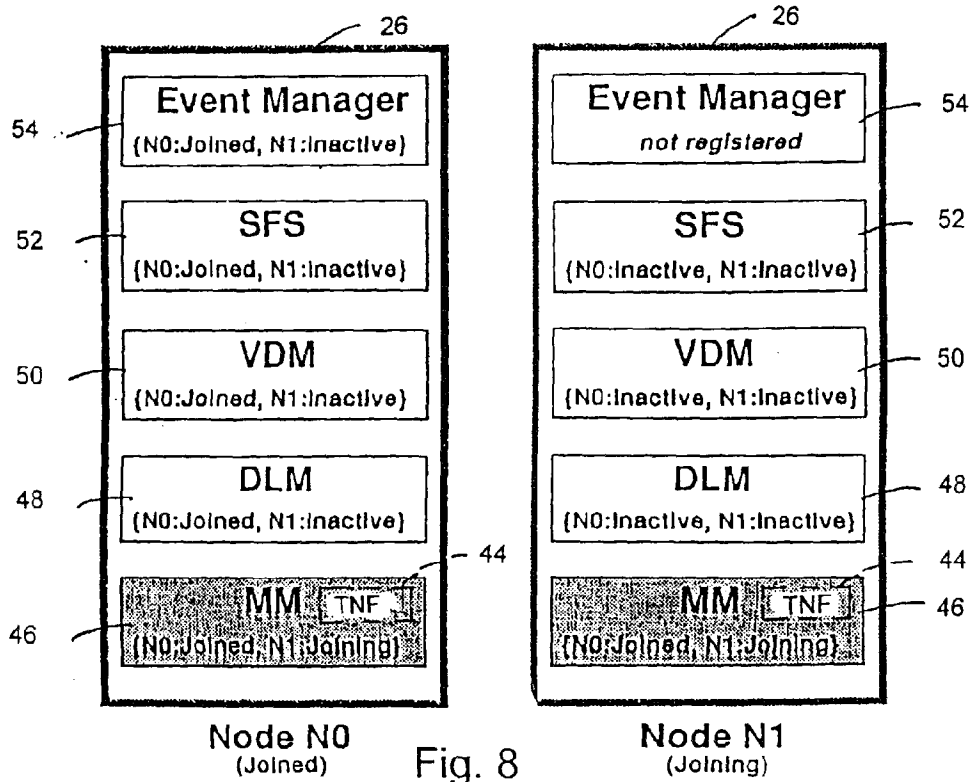 26
26
Event Manager
{N0:Joined, N1:Inactive}
54
Event Manager
not registered
54
SFS
{N0:Joined, N1:Inactive}
52
SFS
{N0:Inactive, N1:Inactive}
52
VDM
{N0:Joined, N1:Inactive}
50
VDM
{N0:Inactive, N1:Inactive}
50
DLM
{N0:Joined, N1:Inactive}
48
DLM
{N0:Inactive, N1:Inactive}
48
44
44
MM TNF
{N0:Joined, N1:Joining}
46
MM TNF
{N0:Joined, N1:Joining}
46
Node N0
(Joined)
Node N1
(Joining)
Fig. 8